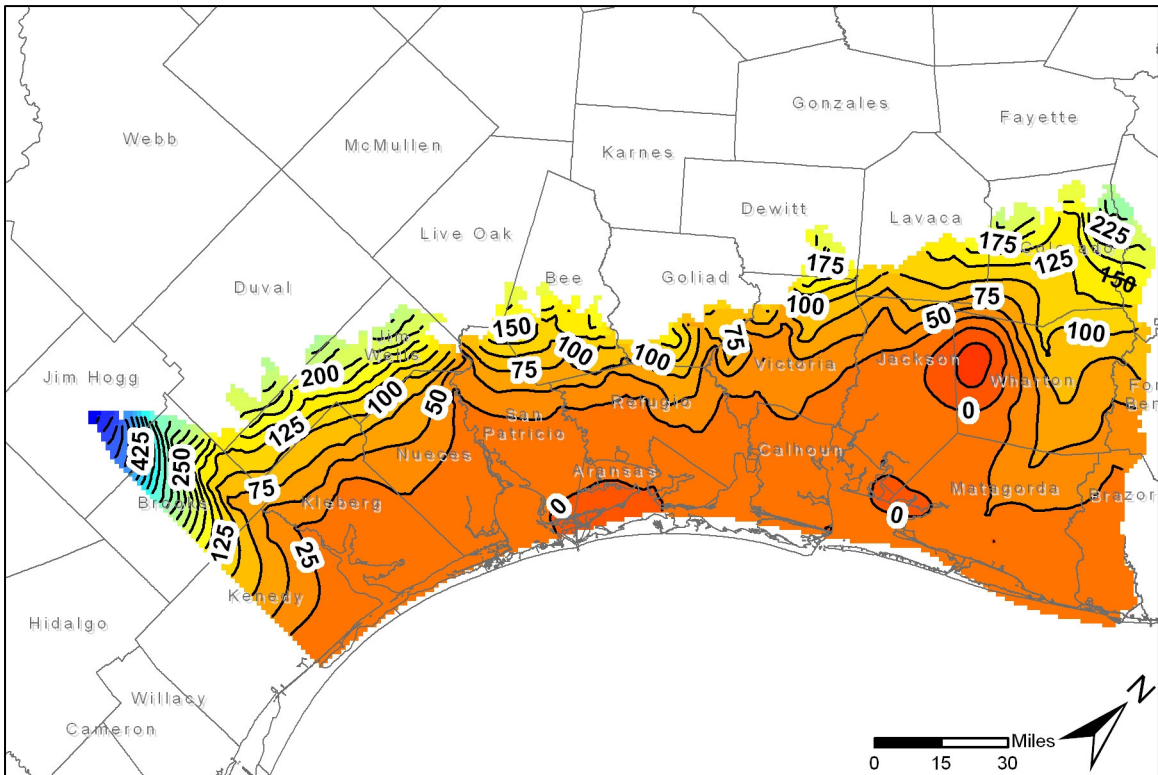 Gonzales
Fayette
Webb
McMullen
Karnes
Dewitt
Lavaca
225
Live Oak
175
Colorado
125
Bee
Goliad
175
150
Duval
100
75
150
50
100
Jim
Wells
100
75
Victoria
Jackson
75
200
Wharton
Jim Hogg
100
50
Refugio
0
125
San
Patricio
425
250
Nueces
Calhoun
75
Aransas
Matagorda
Brooks
Kleberg
0
0
125
25
Kenedy
Hidalgo
Willacy
Cameron
N
Miles
0 15 30